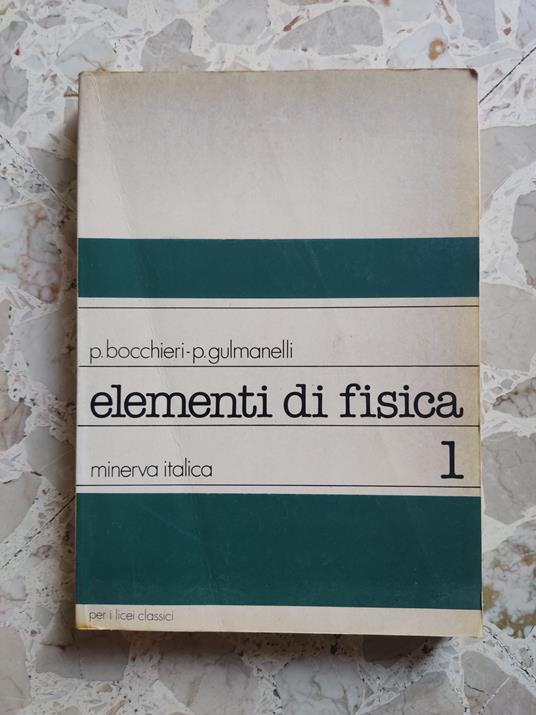 p.bocchieri-p.gulmanelli
elementi di fisica
1
minerva italica
per i licei classici